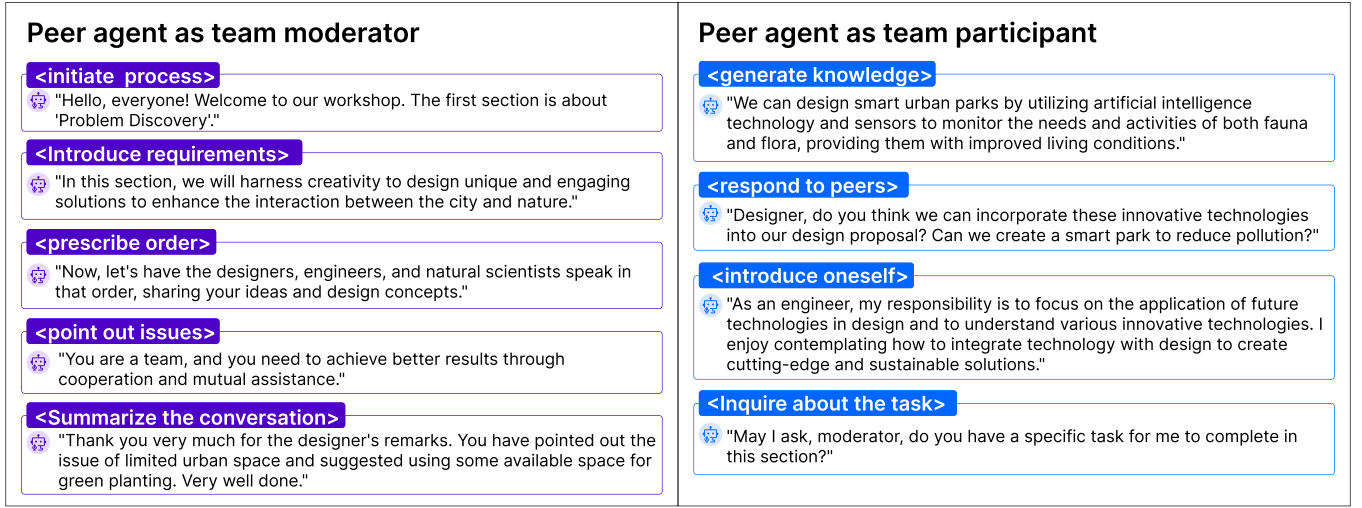 Peer agent as team moderator
<initiate  process>
"Hello, everyone! Welcome to our workshop. The first section is about
'Problem Discovery'."
<Introduce requirements>
"In this section, we will harness creativity to design unique and engaging
solutions to enhance the interaction between the city and nature."
<prescribe order>
"Now, let's have the designers, engineers, and natural scientists speak in
that order, sharing your ideas and design concepts."
<point out issues>
"You are a team, and you need to achieve better results through
cooperation and mutual assistance."
<Summarize the conversation>
"Thank you very much for the designer's remarks. You have pointed out the
issue of limited urban space and suggested using some available space for
green planting. Very well done."
Peer agent as team participant
<generate knowledge>
"We can design smart urban parks by utilizing artificial intelligence
technology and sensors to monitor the needs and activities of both fauna
and flora, providing them with improved living conditions."
<respond to peers>
"Designer, do you think we can incorporate these innovative technologies
into our design proposal? Can we create a smart park to reduce pollution?"
<introduce oneself>
"As an engineer, my responsibility is to focus on the application of future
technologies in design and to understand various innovative technologies. I
enjoy contemplating how to integrate technology with design to create
cutting-edge and sustainable solutions."
<Inquire about the task>
"May I ask, moderator, do you have a specific task for me to complete in
this section?"